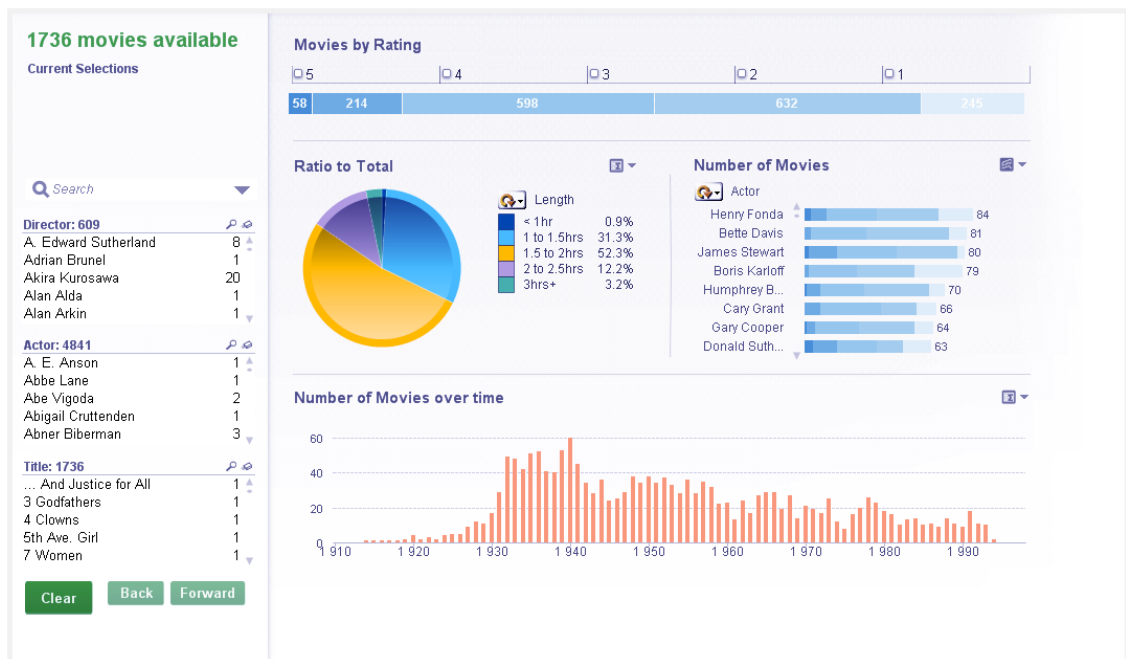 1736 movies available
Current Selections
Search
Director: 609
A. Edward Sutherland 8
Adrian Brunel 1
Akira Kurosawa 20
Alan Alda 1
Alan Arkin 1
Actor: 4841
A. E. Anson 1
Abbe Lane 1
Abe Vigoda 2
Abigail Cruttenden 1
Abner Biberman 3
Title: 1736
... And Justice for All 1
3 Godfathers 1
4 Clowns 1
5th Ave. Girl 1
7 Women 1
Clear Back Forward
Movies by Rating
5 4 3 2 1
58 214 598 632 245
Ratio to Total
Length
< 1hr 0.9%
1 to 1.5hrs 31.3%
1.5 to 2hrs 52.3%
2 to 2.5hrs 12.2%
3hrs+ 3.2%
Number of Movies
Actor
Henry Fonda 84
Bette Davis 81
James Stewart 80
Boris Karloff 79
Humphrey B... 70
Cary Grant 66
Gary Cooper 64
Donald Suth... 63
Number of Movies over time
60
40
20
0
1 910 1 920 1 930 1 940 1 950 1 960 1 970 1 980 1 990